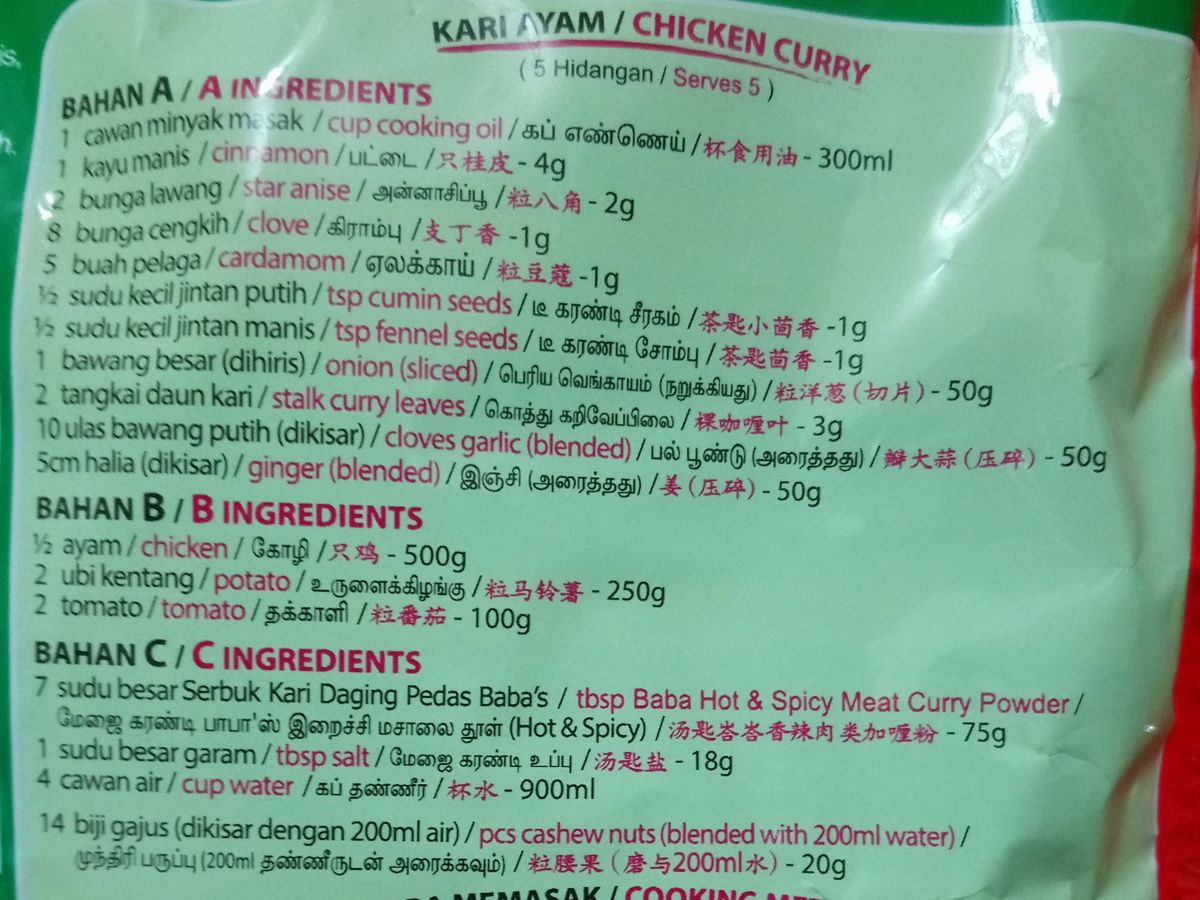 is.
h.
KARI AYAM / CHICKEN CURRY
( 5 Hidangan / Serves 5 )
BAHAN A / A INGREDIENTS
1 cawan minyak masak / cup cooking oil / கப் எண்ணெய் / 杯食用油 - 300ml
1 kayu manis / cinnamon / பட்டை / 只桂皮 - 4g
2 bunga lawang / star anise / அன்னாசிப்பூ / 粒八角 - 2g
8 bunga cengkih / clove / கிராம்பு / 支丁香 -1g
5 buah pelaga / cardamom / ஏலக்காய் / 粒豆蔻 -1g
½ sudu kecil jintan putih / tsp cumin seeds / டீ கரண்டி சீரகம் / 茶匙小茴香 -1g
½ sudu kecil jintan manis / tsp fennel seeds / டீ கரண்டி சோம்பு / 茶匙茴香 -1g
1 bawang besar (dihiris) / onion (sliced) / பெரிய வெங்காயம் (நறுக்கியது) / 粒洋葱 (切片) - 50g
2 tangkai daun kari / stalk curry leaves / கொத்து கறிவேப்பிலை / 棵咖喱叶 - 3g
10 ulas bawang putih (dikisar) / cloves garlic (blended) / பல் பூண்டு (அரைத்தது) / 瓣大蒜 (压碎) - 50g
5cm halia (dikisar) / ginger (blended) / இஞ்சி (அரைத்தது) / 姜 (压碎) - 50g
BAHAN B / B INGREDIENTS
½ ayam / chicken / கோழி / 只鸡 - 500g
2 ubi kentang / potato / உருளைக்கிழங்கு / 粒马铃薯 - 250g
2 tomato / tomato / தக்காளி / 粒番茄 - 100g
BAHAN C / C INGREDIENTS
7 sudu besar Serbuk Kari Daging Pedas Baba's / tbsp Baba Hot & Spicy Meat Curry Powder /
மேஜை கரண்டி பாபா'ஸ் இறைச்சி மசாலை தூள் (Hot & Spicy) / 汤匙峇峇香辣肉类加喱粉 - 75g
1 sudu besar garam / tbsp salt / மேஜை கரண்டி உப்பு / 汤匙盐 - 18g
4 cawan air / cup water / கப் தண்ணீர் / 杯水 - 900ml
14 biji gajus (dikisar dengan 200ml air) / pcs cashew nuts (blended with 200ml water) /
முந்திரி பருப்பு (200ml தண்ணீருடன் அரைக்கவும்) / 粒腰果 (磨与200ml水) - 20g
MEMASAK / COOKING